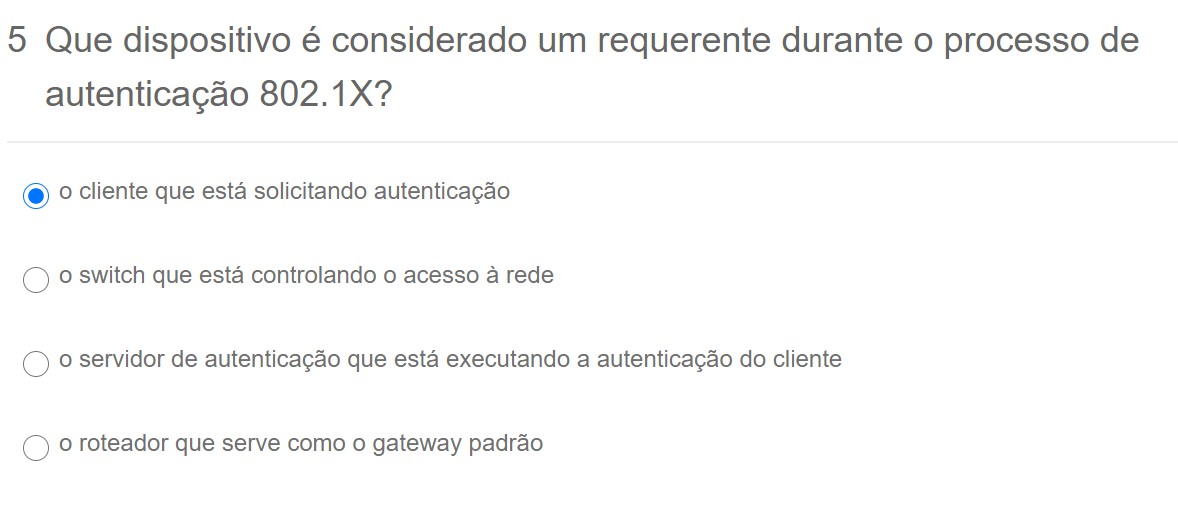 5 Que dispositivo é considerado um requerente durante o processo de
autenticação 802.1X?
o cliente que está solicitando autenticação
o switch que está controlando o acesso à rede
o servidor de autenticação que está executando a autenticação do cliente
o roteador que serve como o gateway padrão